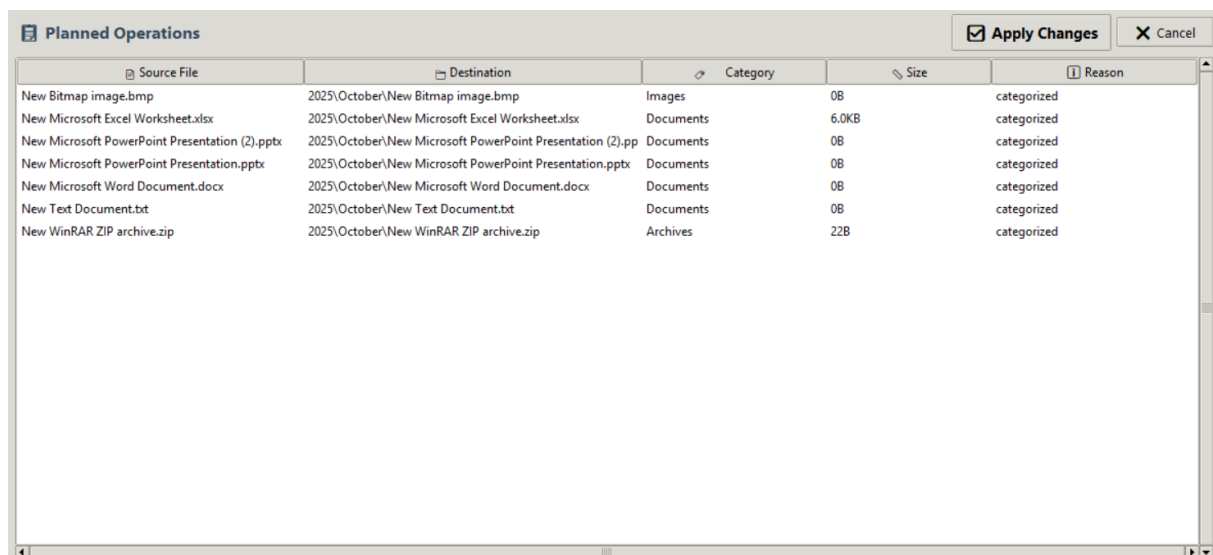 Planned Operations
Apply Changes
Cancel
Source File Destination Category Size Reason
New Bitmap image.bmp 2025\October\New Bitmap image.bmp Images 0B categorized
New Microsoft Excel Worksheet.xlsx 2025\October\New Microsoft Excel Worksheet.xlsx Documents 6.0KB categorized
New Microsoft PowerPoint Presentation (2).pptx 2025\October\New Microsoft PowerPoint Presentation (2).pp Documents 0B categorized
New Microsoft PowerPoint Presentation.pptx 2025\October\New Microsoft PowerPoint Presentation.pptx Documents 0B categorized
New Microsoft Word Document.docx 2025\October\New Microsoft Word Document.docx Documents 0B categorized
New Text Document.txt 2025\October\New Text Document.txt Documents 0B categorized
New WinRAR ZIP archive.zip 2025\October\New WinRAR ZIP archive.zip Archives 22B categorized